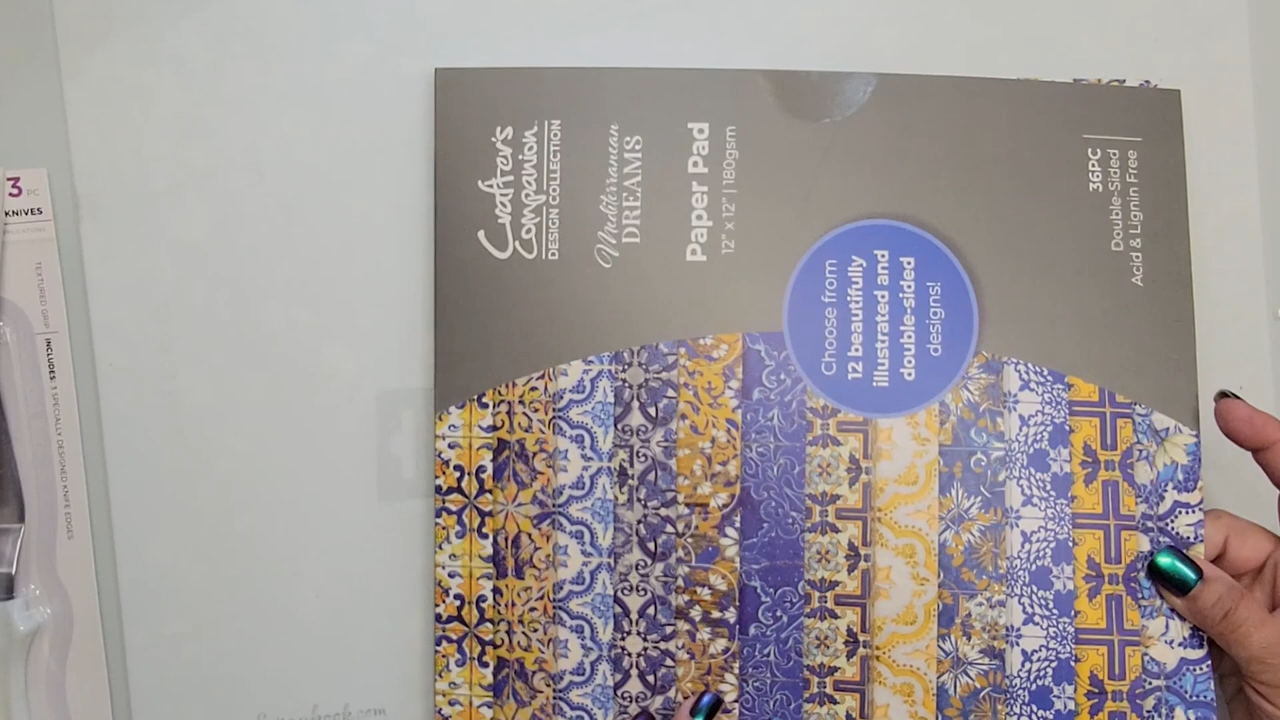 Crafter's
Companion
DESIGN COLLECTION
Mediterranean
DREAMS
Paper Pad
12" x 12" | 180gsm
Choose from
12 beautifully
illustrated and
double-sided
designs!
36PC
Double-Sided
Acid & Lignin Free
3 PC
KNIVES
TEXTURED GRIP
INCLUDES: 3 SPECIALLY DESIGNED KNIFE EDGES